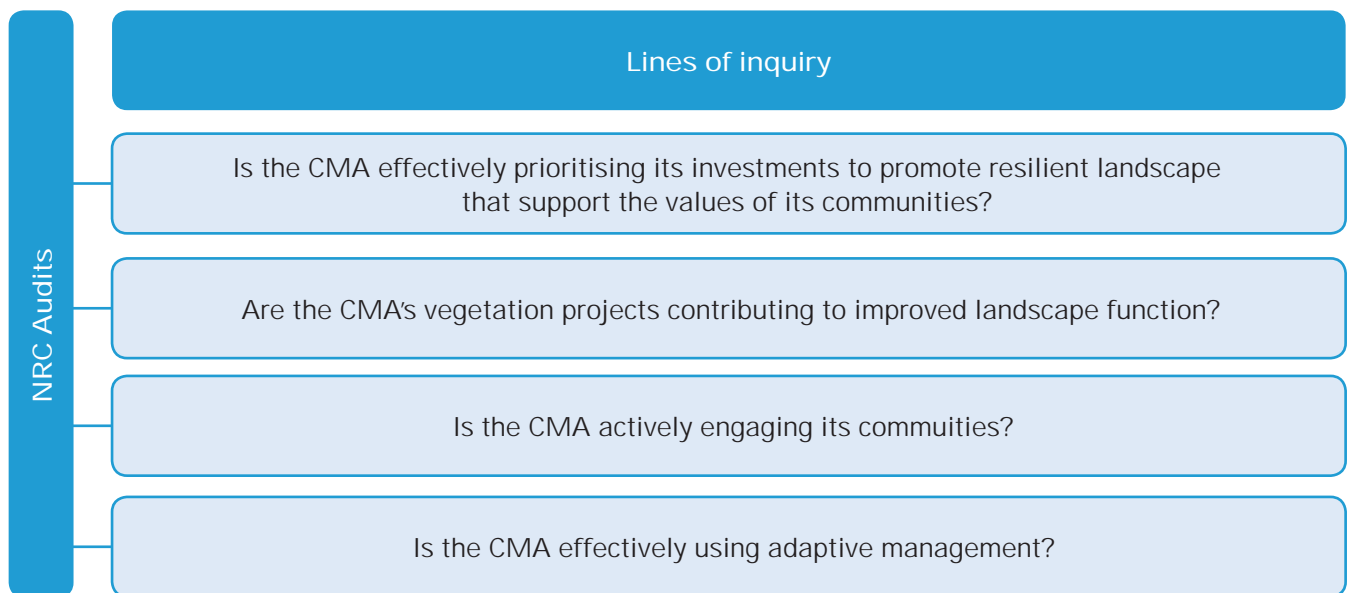 NRC Audits
Lines of inquiry
Is the CMA effectively prioritising its investments to promote resilient landscape
that support the values of its communities?
Are the CMA's vegetation projects contributing to improved landscape function?
Is the CMA actively engaging its commuities?
Is the CMA effectively using adaptive management?